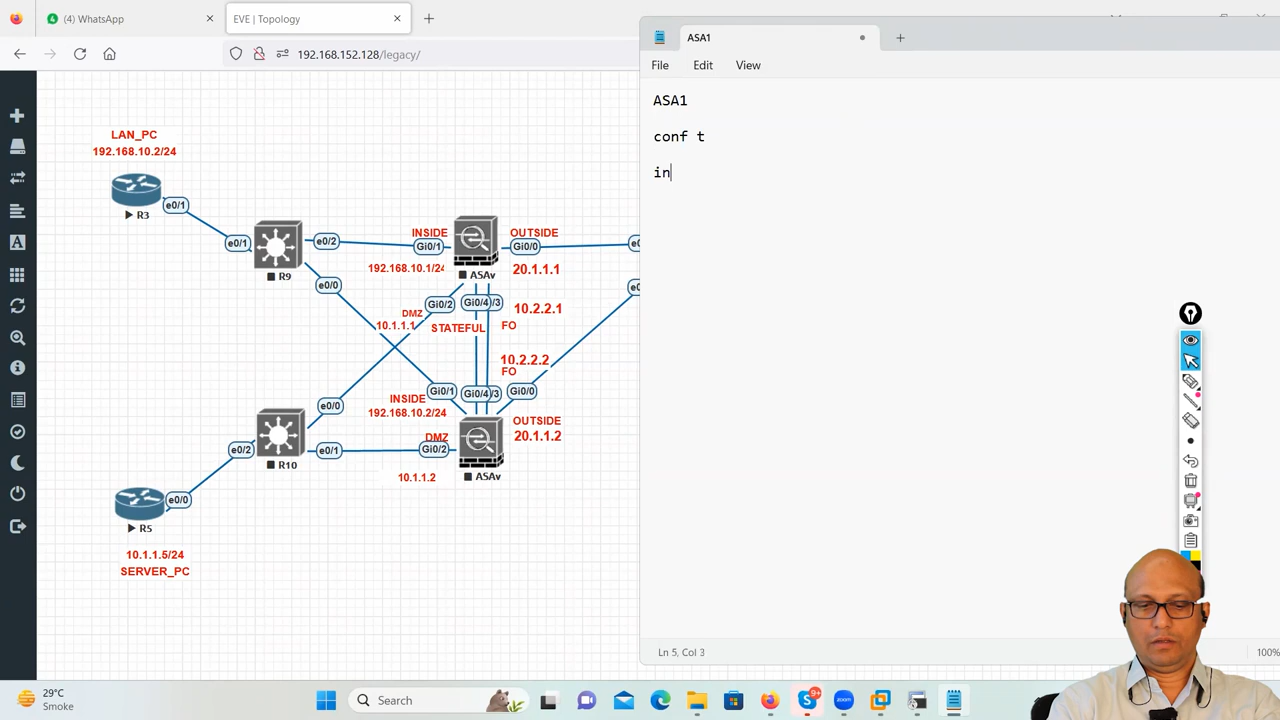 (4) WhatsApp
EVE | Topology
192.168.152.128/legacy/
ASA1
File Edit View
ASA1
conf t
in
LAN_PC
192.168.10.2/24
R3
e0/1
e0/1
R9
e0/2
e0/0
INSIDE
Gi0/1
192.168.10.1/24
ASAv
OUTSIDE
Gi0/0
20.1.1.1
e0
e0
DMZ
Gi0/2
10.1.1.1
Gi0/4
/3
STATEFUL
FO
10.2.2.1
10.2.2.2
FO
INSIDE
Gi0/1
192.168.10.2/24
Gi0/4
/3
Gi0/0
OUTSIDE
20.1.1.2
DMZ
Gi0/2
ASAv
10.1.1.2
e0/0
e0/2
e0/1
R10
e0/0
R5
10.1.1.5/24
SERVER_PC
Ln 5, Col 3
100%
29°C
Smoke
Search
9+
zoom